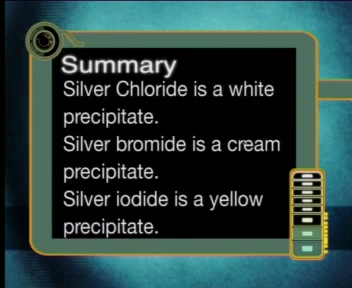 Summary
Silver Chloride is a white
precipitate.
Silver bromide is a cream
precipitate.
Silver iodide is a yellow
precipitate.